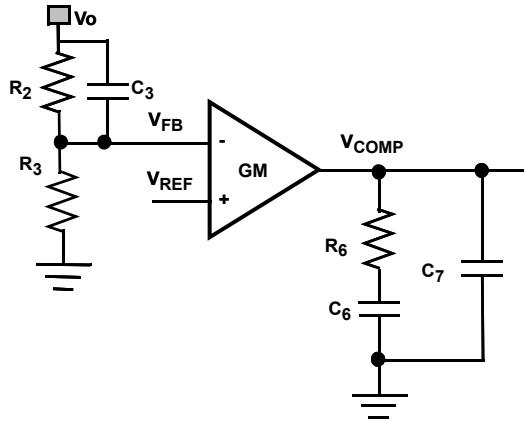 Vo
R2
C3
VFB
R3
-
GM
VREF
+
VCOMP
R6
C7
C6